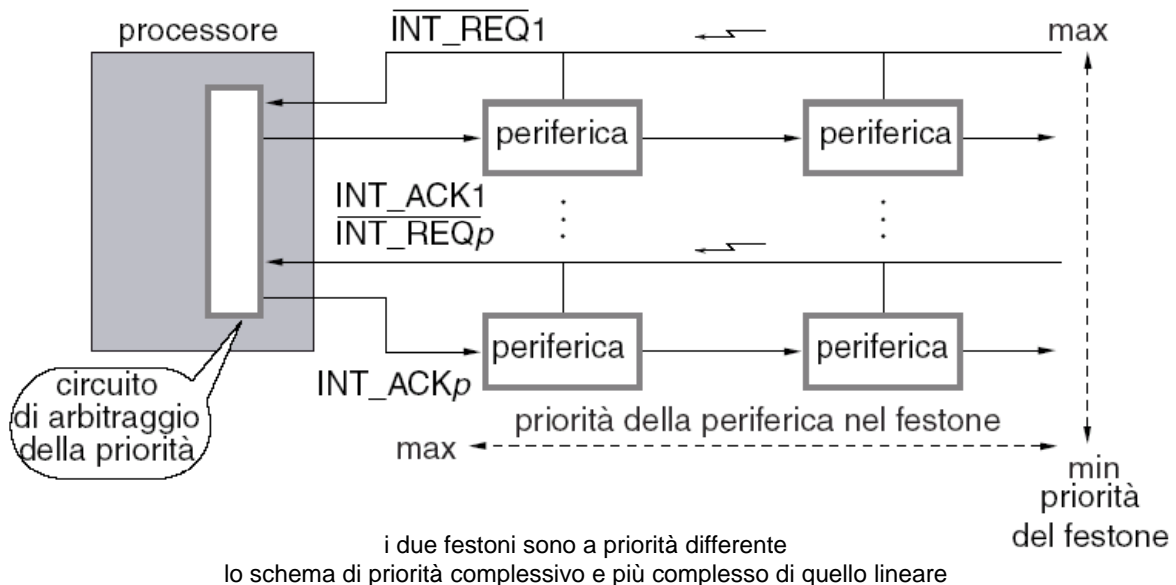 processore
INT_REQ1
max
periferica
periferica
INT_ACK1
INT_REQp
periferica
periferica
INT_ACKp
circuito
di arbitraggio
della priorità
priorità della periferica nel festone
max
min
priorità
del festone
i due festoni sono a priorità differente
lo schema di priorità complessivo e più complesso di quello lineare